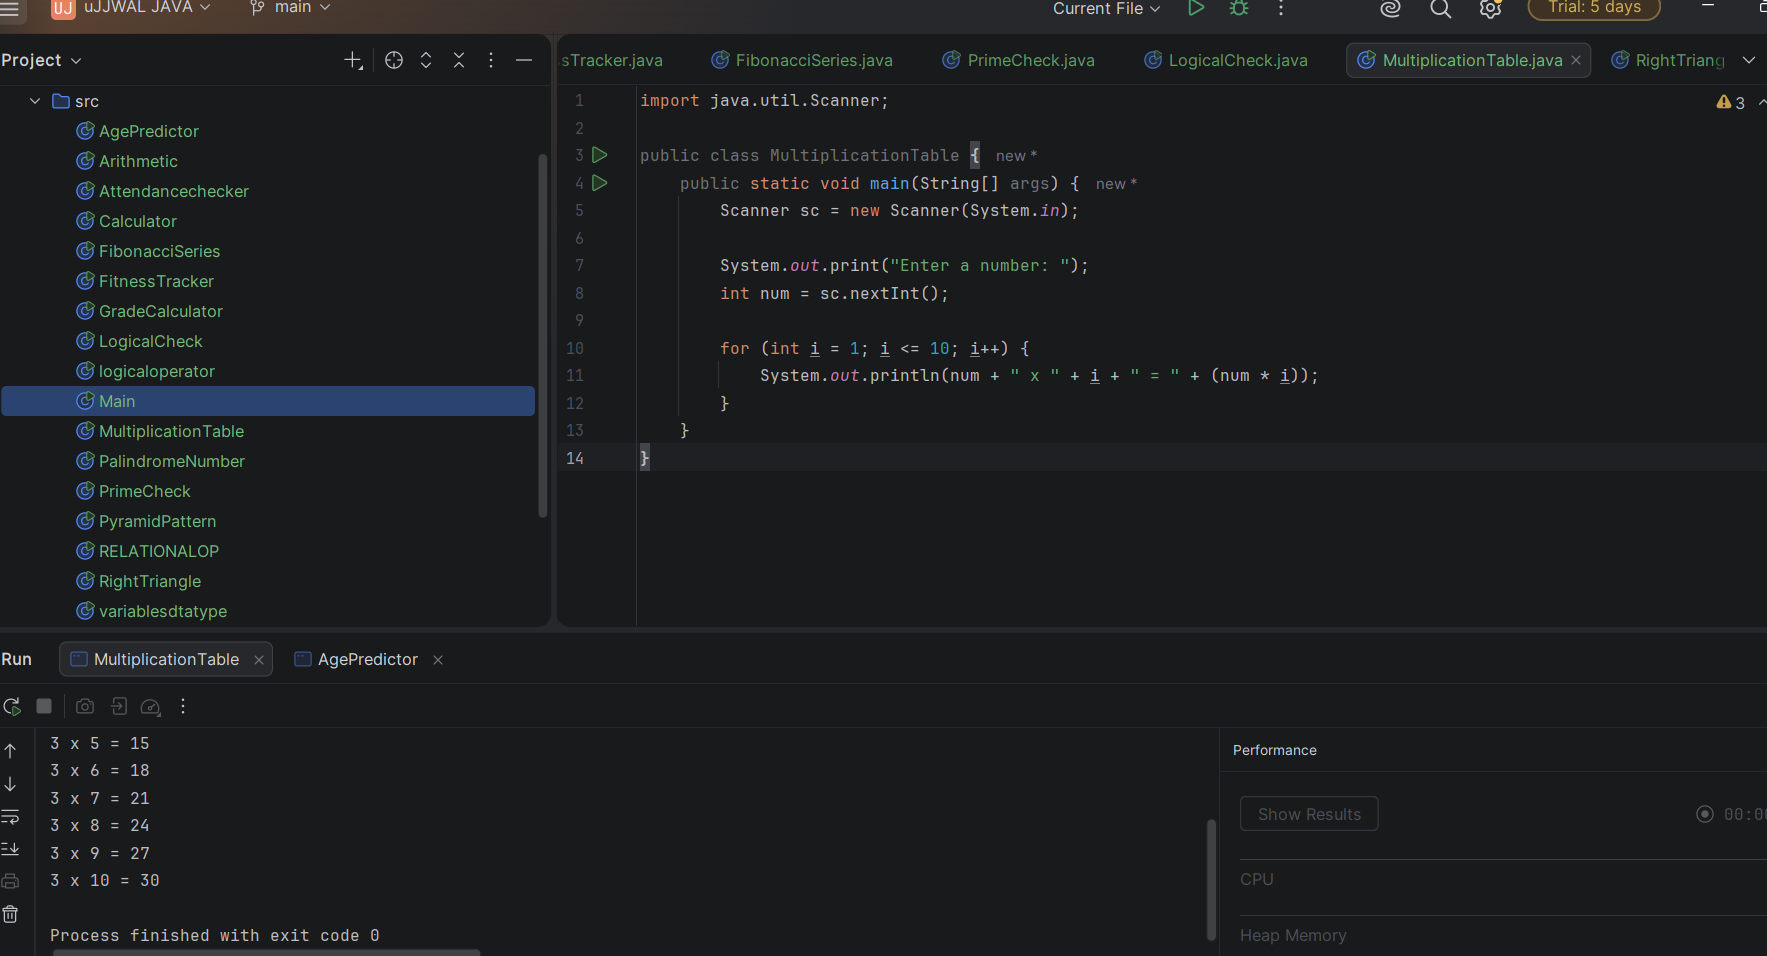 UJ uJJWAL JAVA main Current File Trial: 5 days
Project
sTracker.java FibonacciSeries.java PrimeCheck.java LogicalCheck.java MultiplicationTable.java RightTriang
src
AgePredictor
Arithmetic
Attendancechecker
Calculator
FibonacciSeries
FitnessTracker
GradeCalculator
LogicalCheck
logicaloperator
Main
MultiplicationTable
PalindromeNumber
PrimeCheck
PyramidPattern
RELATIONALOP
RightTriangle
variablesdtatype
1 import java.util.Scanner;
3
2
3 public class MultiplicationTable { new *
4 public static void main(String[] args) { new *
5 Scanner sc = new Scanner(System.in);
6
7 System.out.print("Enter a number: ");
8 int num = sc.nextInt();
9
10 for (int i = 1; i <= 10; i++) {
11 System.out.println(num + " x " + i + " = " + (num * i));
12 }
13 }
14 }
Run MultiplicationTable AgePredictor
3 x 5 = 15
3 x 6 = 18
3 x 7 = 21
3 x 8 = 24
3 x 9 = 27
3 x 10 = 30
Process finished with exit code 0
Performance
Show Results 00:0
CPU
Heap Memory